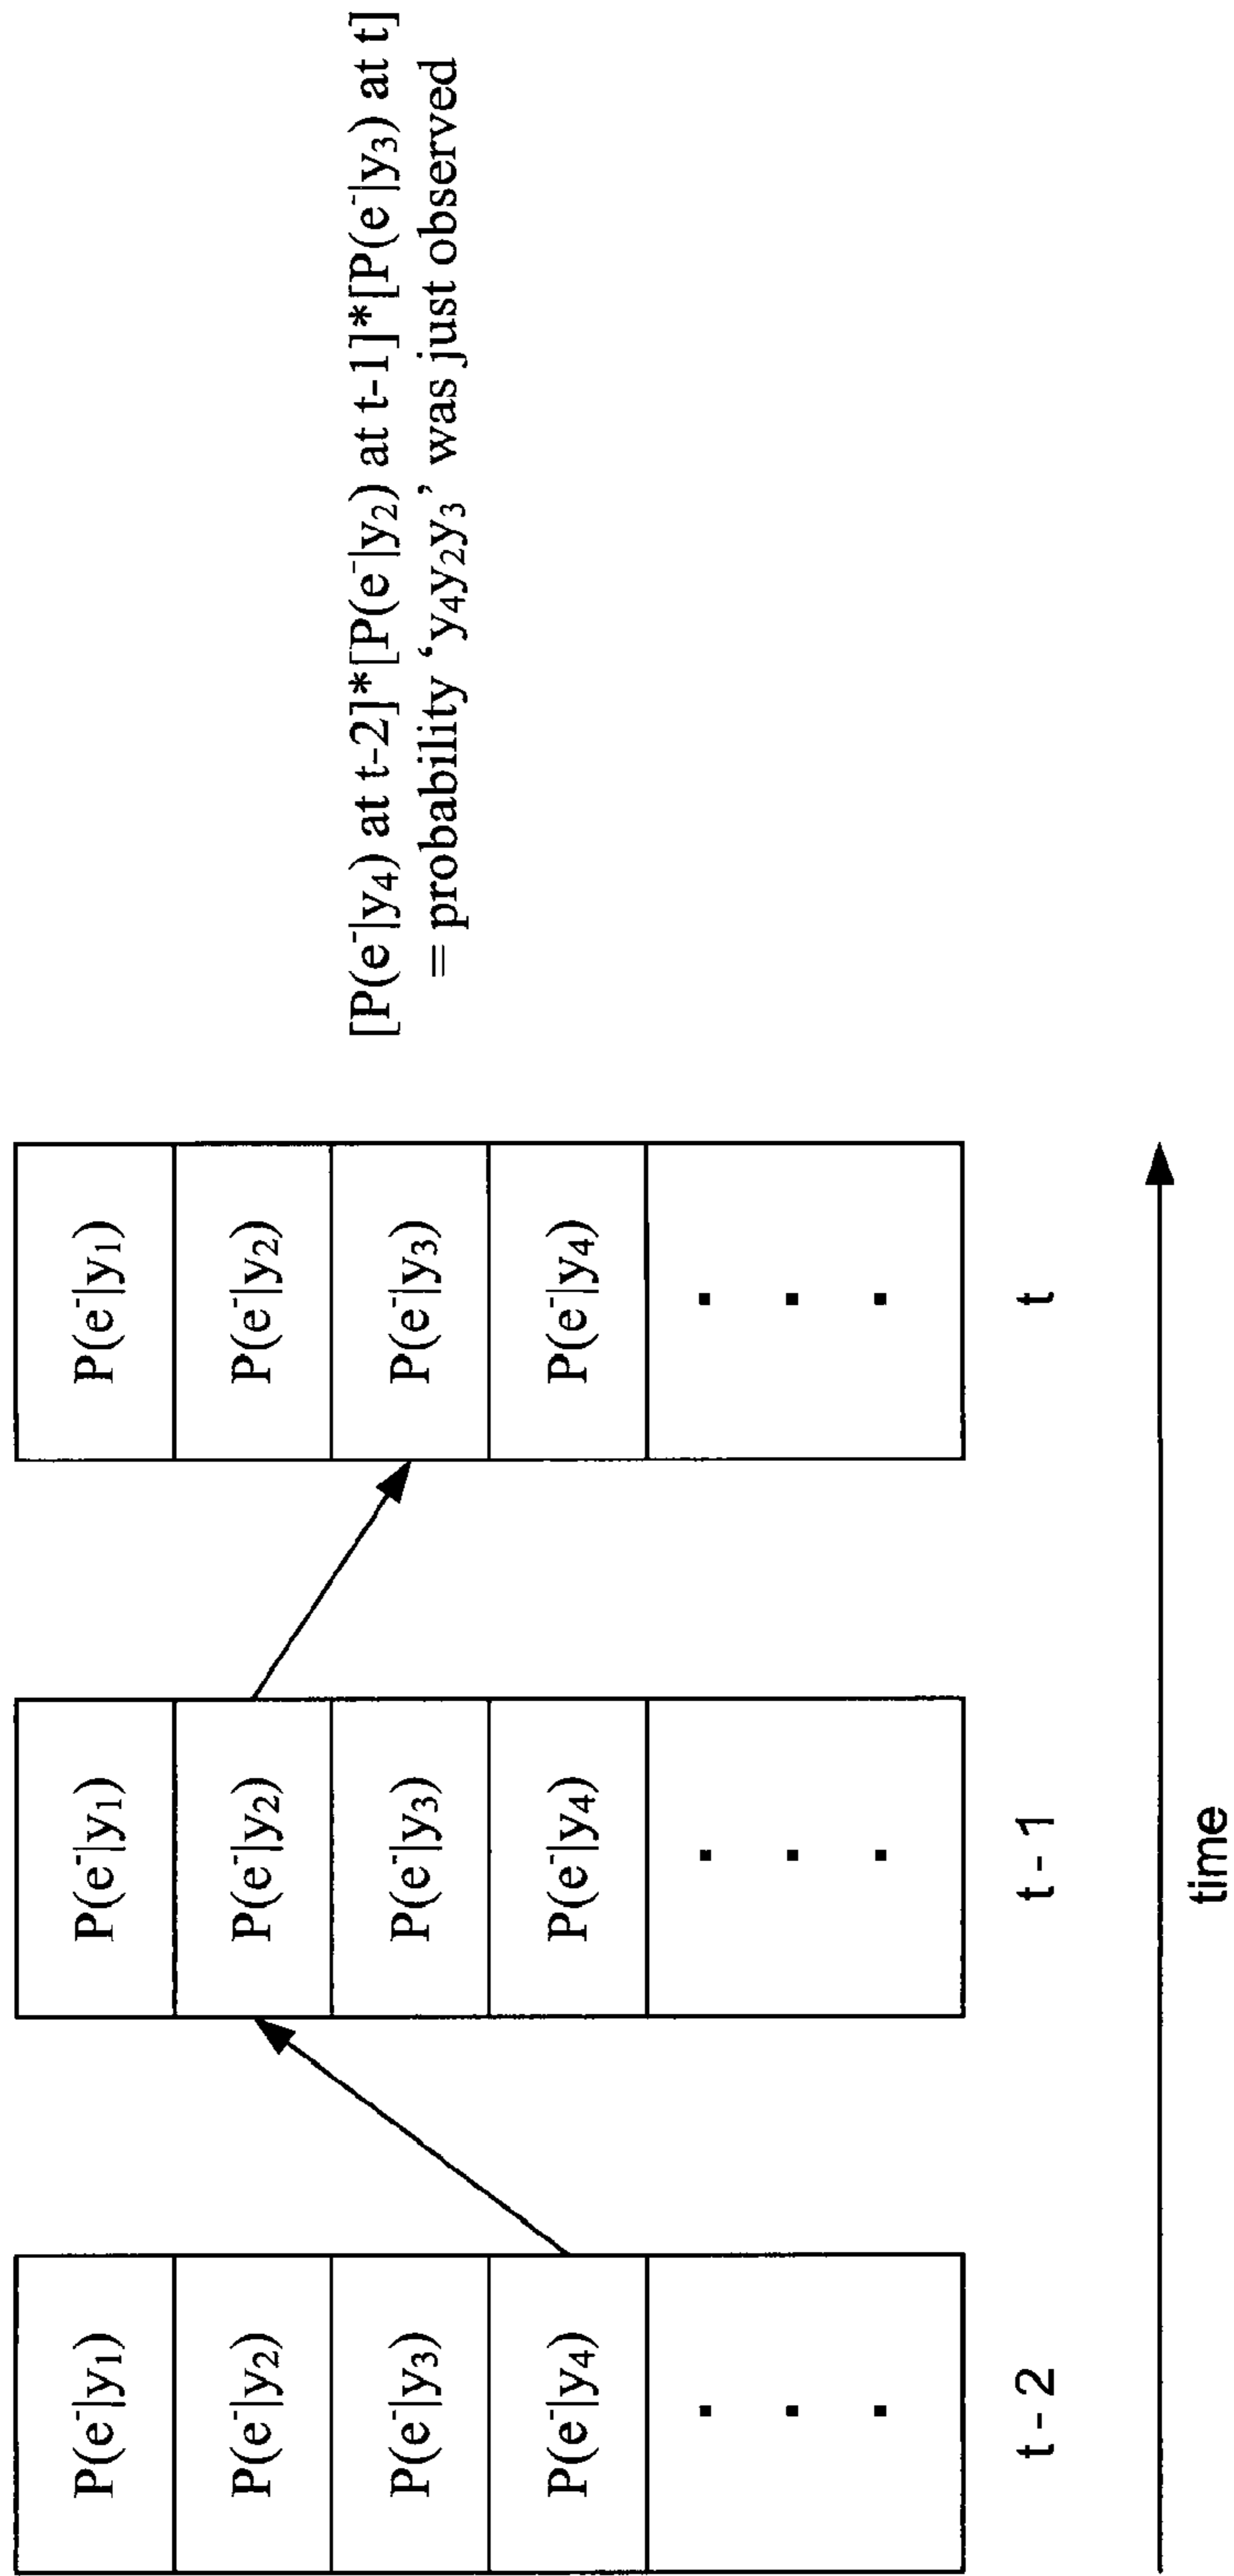 P(e⁻|y₁) P(e⁻|y₁) P(e⁻|y₁)
P(e⁻|y₂) P(e⁻|y₂) P(e⁻|y₂)
P(e⁻|y₃) P(e⁻|y₃) P(e⁻|y₃)
P(e⁻|y₄) P(e⁻|y₄) P(e⁻|y₄)
t - 2 t - 1 t
time
[P(e⁻|y₄) at t-2]*[P(e⁻|y₂) at t-1]*[P(e⁻|y₃) at t]
= probability ‘y₄y₂y₃’ was just observed